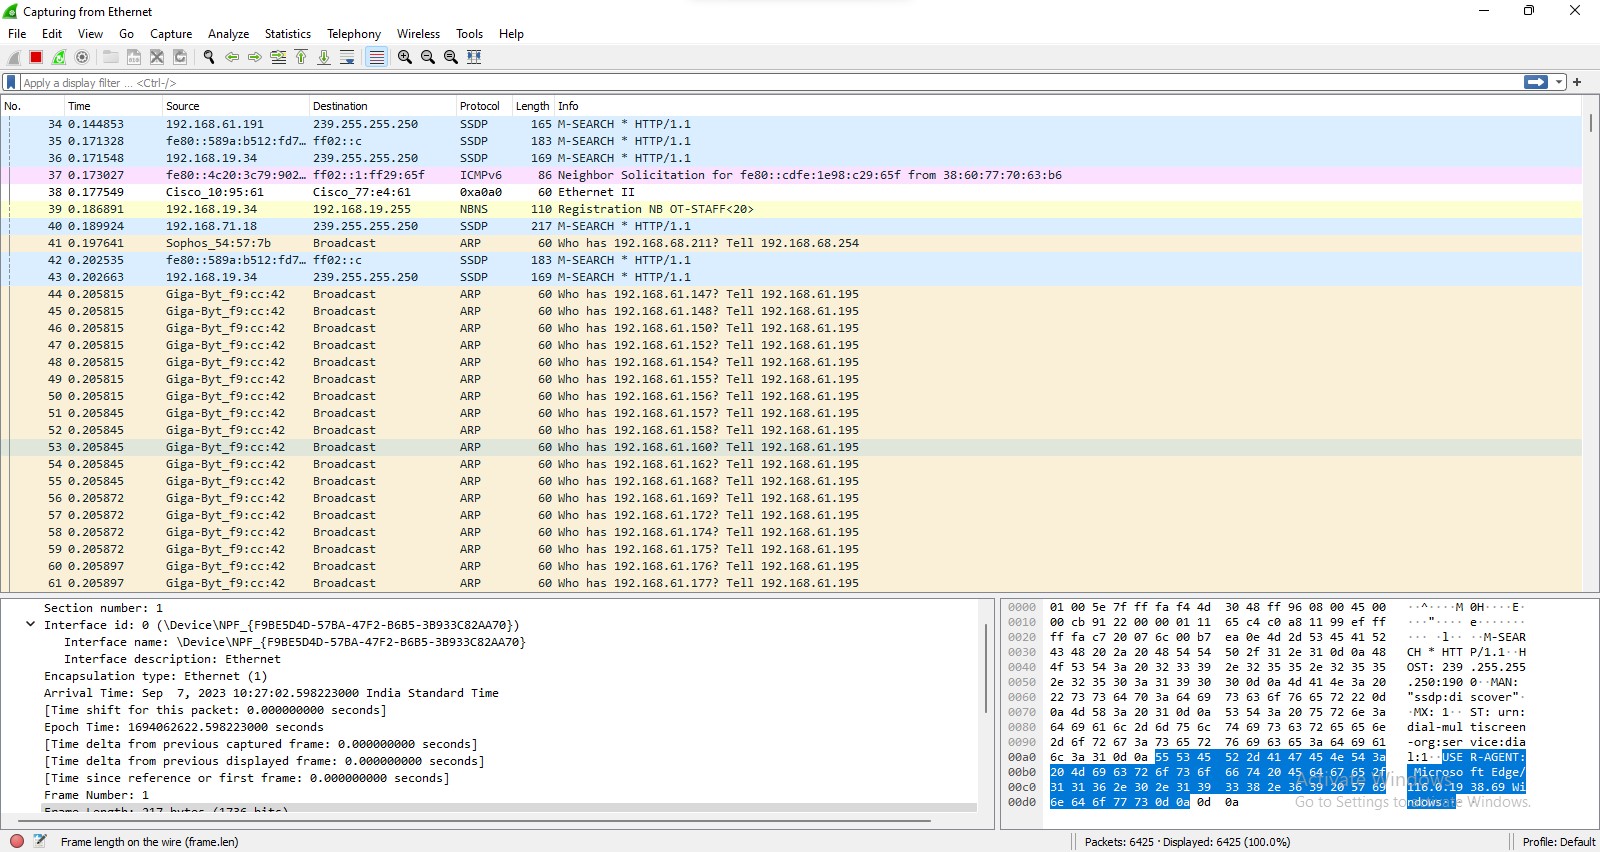 Capturing from Ethernet
File Edit View Go Capture Analyze Statistics Telephony Wireless Tools Help
Apply a display filter ... <Ctrl-/>
No. Time Source Destination Protocol Length Info
34 0.144853 192.168.61.191 239.255.255.250 SSDP 165 M-SEARCH * HTTP/1.1
35 0.171328 fe80::589a:b512:fd7… ff02::c SSDP 183 M-SEARCH * HTTP/1.1
36 0.171548 192.168.19.34 239.255.255.250 SSDP 169 M-SEARCH * HTTP/1.1
37 0.173027 fe80::4c20:3c79:902… ff02::1:ff29:65f ICMPv6 86 Neighbor Solicitation for fe80::cdfe:1e98:c29:65f from 38:60:77:70:63:b6
38 0.177549 Cisco_10:95:61 Cisco_77:e4:61 0xa0a0 60 Ethernet II
39 0.186891 192.168.19.34 192.168.19.255 NBNS 110 Registration NB OT-STAFF<20>
40 0.189924 192.168.71.18 239.255.255.250 SSDP 217 M-SEARCH * HTTP/1.1
41 0.197641 Sophos_54:57:7b Broadcast ARP 60 Who has 192.168.68.211? Tell 192.168.68.254
42 0.202535 fe80::589a:b512:fd7… ff02::c SSDP 183 M-SEARCH * HTTP/1.1
43 0.202663 192.168.19.34 239.255.255.250 SSDP 169 M-SEARCH * HTTP/1.1
44 0.205815 Giga-Byt_f9:cc:42 Broadcast ARP 60 Who has 192.168.61.147? Tell 192.168.61.195
45 0.205815 Giga-Byt_f9:cc:42 Broadcast ARP 60 Who has 192.168.61.148? Tell 192.168.61.195
46 0.205815 Giga-Byt_f9:cc:42 Broadcast ARP 60 Who has 192.168.61.150? Tell 192.168.61.195
47 0.205815 Giga-Byt_f9:cc:42 Broadcast ARP 60 Who has 192.168.61.152? Tell 192.168.61.195
48 0.205815 Giga-Byt_f9:cc:42 Broadcast ARP 60 Who has 192.168.61.154? Tell 192.168.61.195
49 0.205815 Giga-Byt_f9:cc:42 Broadcast ARP 60 Who has 192.168.61.155? Tell 192.168.61.195
50 0.205815 Giga-Byt_f9:cc:42 Broadcast ARP 60 Who has 192.168.61.156? Tell 192.168.61.195
51 0.205845 Giga-Byt_f9:cc:42 Broadcast ARP 60 Who has 192.168.61.157? Tell 192.168.61.195
52 0.205845 Giga-Byt_f9:cc:42 Broadcast ARP 60 Who has 192.168.61.158? Tell 192.168.61.195
53 0.205845 Giga-Byt_f9:cc:42 Broadcast ARP 60 Who has 192.168.61.160? Tell 192.168.61.195
54 0.205845 Giga-Byt_f9:cc:42 Broadcast ARP 60 Who has 192.168.61.162? Tell 192.168.61.195
55 0.205845 Giga-Byt_f9:cc:42 Broadcast ARP 60 Who has 192.168.61.168? Tell 192.168.61.195
56 0.205872 Giga-Byt_f9:cc:42 Broadcast ARP 60 Who has 192.168.61.169? Tell 192.168.61.195
57 0.205872 Giga-Byt_f9:cc:42 Broadcast ARP 60 Who has 192.168.61.172? Tell 192.168.61.195
58 0.205872 Giga-Byt_f9:cc:42 Broadcast ARP 60 Who has 192.168.61.174? Tell 192.168.61.195
59 0.205872 Giga-Byt_f9:cc:42 Broadcast ARP 60 Who has 192.168.61.175? Tell 192.168.61.195
60 0.205897 Giga-Byt_f9:cc:42 Broadcast ARP 60 Who has 192.168.61.176? Tell 192.168.61.195
61 0.205897 Giga-Byt_f9:cc:42 Broadcast ARP 60 Who has 192.168.61.177? Tell 192.168.61.195
Section number: 1
Interface id: 0 (\Device\NPF_{F9BE5D4D-57BA-47F2-B6B5-3B933C82AA70})
Interface name: \Device\NPF_{F9BE5D4D-57BA-47F2-B6B5-3B933C82AA70}
Interface description: Ethernet
Encapsulation type: Ethernet (1)
Arrival Time: Sep 7, 2023 10:27:02.598223000 India Standard Time
[Time shift for this packet: 0.000000000 seconds]
Epoch Time: 1694062622.598223000 seconds
[Time delta from previous captured frame: 0.000000000 seconds]
[Time delta from previous displayed frame: 0.000000000 seconds]
[Time since reference or first frame: 0.000000000 seconds]
Frame Number: 1
Frame Length: 217 bytes (1736 bits)
0000 01 00 5e 7f ff fa f4 4d 30 48 ff 96 08 00 45 00 ··^····M 0H····E·
0010 00 cb 91 22 00 00 01 11 65 c4 c0 a8 11 99 ef ff ···"···· e·······
0020 ff fa c7 20 07 6c 00 b7 ea 0e 4d 2d 53 45 41 52 ··· ·l·· ··M-SEAR
0030 43 48 20 2a 20 48 54 54 50 2f 31 2e 31 0d 0a 48 CH * HTT P/1.1··H
0040 4f 53 54 3a 20 32 33 39 2e 32 35 35 2e 32 35 35 OST: 239 .255.255
0050 2e 32 35 30 3a 31 39 30 30 0d 0a 4d 41 4e 3a 20 .250:190 0··MAN:
0060 22 73 73 64 70 3a 64 69 73 63 6f 76 65 72 22 0d "ssdp:di scover"·
0070 0a 4d 58 3a 20 31 0d 0a 53 54 3a 20 75 72 6e 3a ·MX: 1·· ST: urn:
0080 64 69 61 6c 2d 6d 75 6c 74 69 73 63 72 65 65 6e dial-mul tiscreen
0090 2d 6f 72 67 3a 73 65 72 76 69 63 65 3a 64 69 61 -org:ser vice:dia
00a0 6c 3a 31 0d 0a 55 53 45 52 2d 41 47 45 4e 54 3a l:1··USE R-AGENT:
00b0 20 4d 69 63 72 6f 73 6f 66 74 20 45 64 67 65 2f Microso ft Edge/
00c0 31 31 36 2e 30 2e 31 39 33 38 2e 36 39 20 57 69 116.0.19 38.69 Wi
00d0 6e 64 6f 77 73 0d 0a 0d 0a ndows··· ·
Activate Windows
Go to Settings to activate Windows.
Frame length on the wire (frame.len)
Packets: 6425 · Displayed: 6425 (100.0%)
Profile: Default